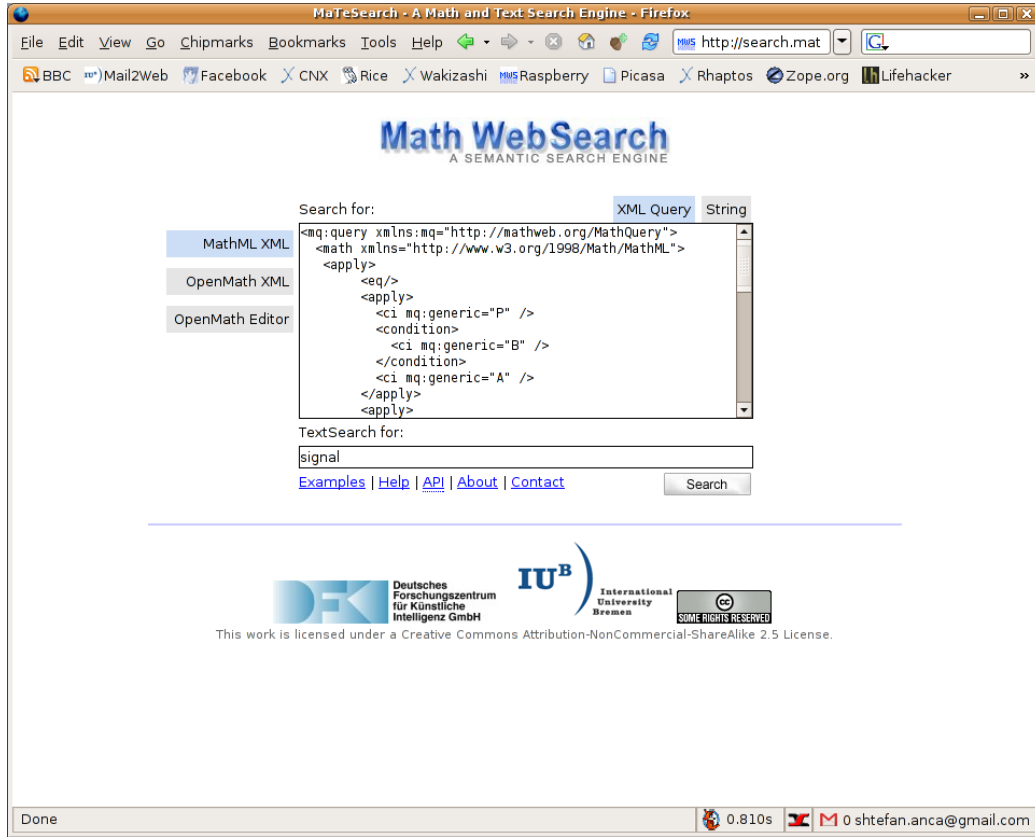 MaTeSearch - A Math and Text Search Engine - Firefox
File Edit View Go Chipmarks Bookmarks Tools Help MWS http://search.mat G
BBC Mail2Web Facebook CNX Rice Wakizashi MWS Raspberry Picasa Rhaptos Zope.org lh Lifehacker »
Math WebSearch
A SEMANTIC SEARCH ENGINE
Search for: XML Query String
MathML XML
OpenMath XML
OpenMath Editor
<mq:query xmlns:mq="http://mathweb.org/MathQuery">
<math xmlns="http://www.w3.org/1998/Math/MathML">
<apply>
<eq/>
<apply>
<ci mq:generic="P" />
<condition>
<ci mq:generic="B" />
</condition>
<ci mq:generic="A" />
</apply>
<apply>
TextSearch for:
signal
Examples | Help | API | About | Contact Search
DFK
Deutsches
Forschungszentrum
für Künstliche
Intelligenz GmbH
IUB
International
University
Bremen
cc
SOME RIGHTS RESERVED
This work is licensed under a Creative Commons Attribution-NonCommercial-ShareAlike 2.5 License.
Done 0.810s 0 shtefan.anca@gmail.com